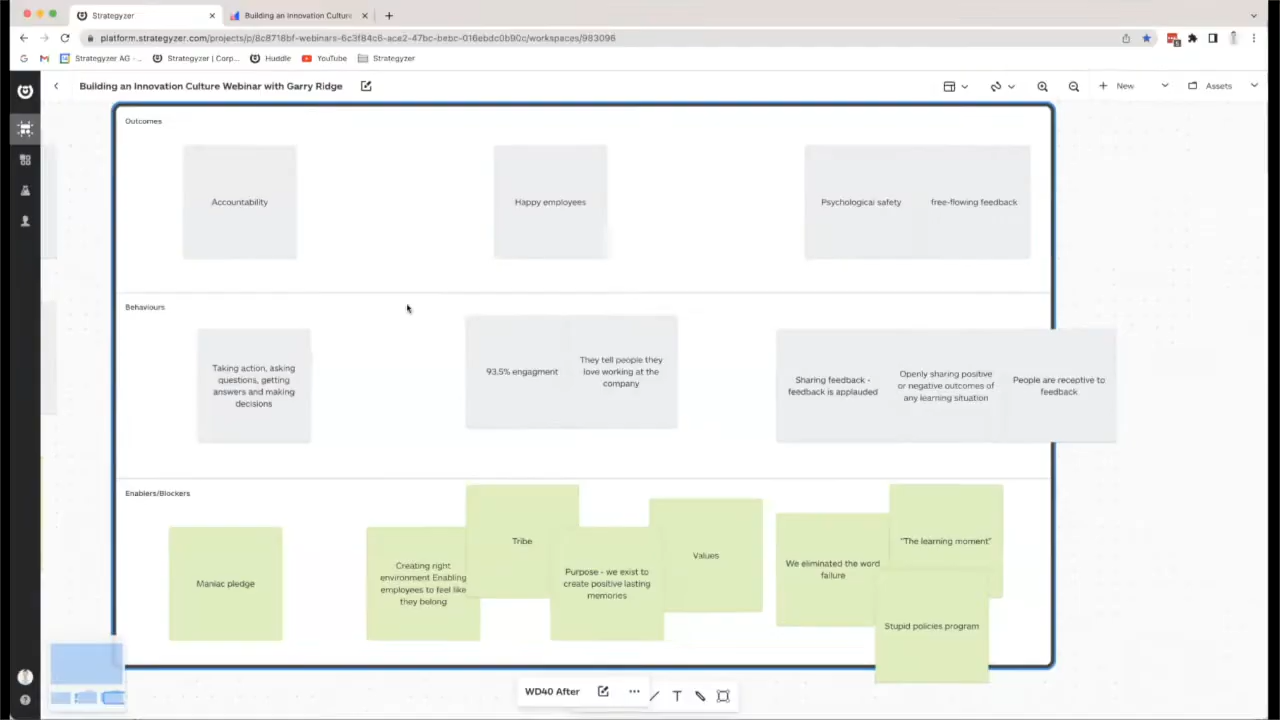 Strategyzer
Building an Innovation Culture
platform.strategyzer.com/projects/p/8c8718bf-webinars-6c3f84c6-ace2-47bc-bebc-016ebdc0b90c/workspaces/983096
Strategyzer AG - ...
Strategyzer | Corp...
Huddle
YouTube
Strategyzer
Building an Innovation Culture Webinar with Garry Ridge
New
Assets
Outcomes
Accountability
Happy employees
Psychological safety
free-flowing feedback
Behaviours
Taking action, asking
questions, getting
answers and making
decisions
93.5% engagment
They tell people they
love working at the
company
Sharing feedback -
feedback is applauded
Openly sharing positive
or negative outcomes of
any learning situation
People are receptive to
feedback
Enablers/Blockers
Maniac pledge
Creating right
environment Enabling
employees to feel like
they belong
Tribe
Purpose - we exist to
create positive lasting
memories
Values
We eliminated the word
failure
"The learning moment"
Stupid policies program
WD40 After